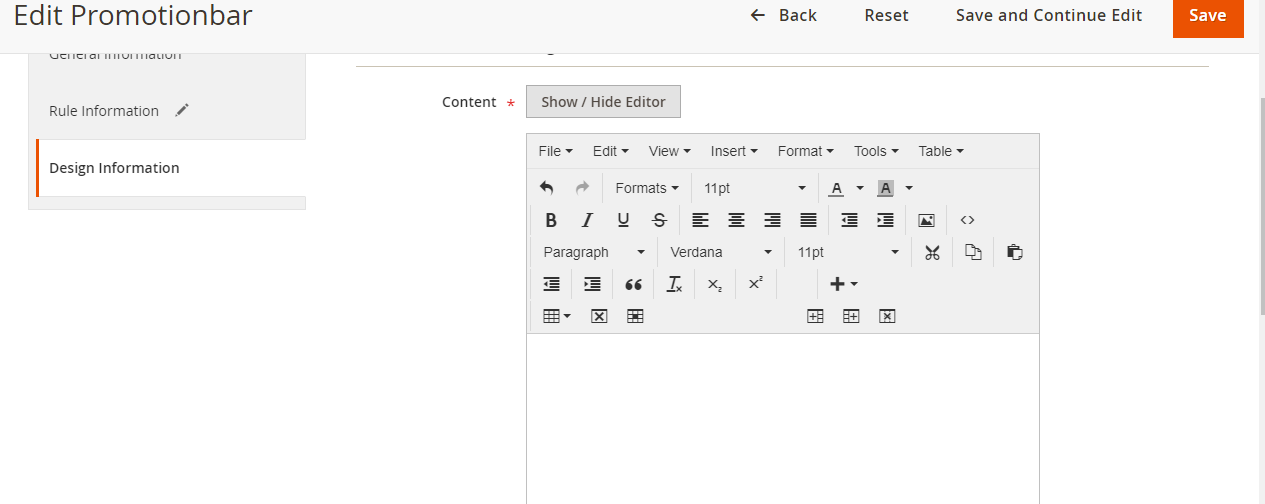 Edit Promotionbar
Back Reset Save and Continue Edit Save
General Information
Rule Information
Design Information
Content * Show / Hide Editor
File Edit View Insert Format Tools Table
Formats 11pt A A
B I U S
Paragraph Verdana 11pt